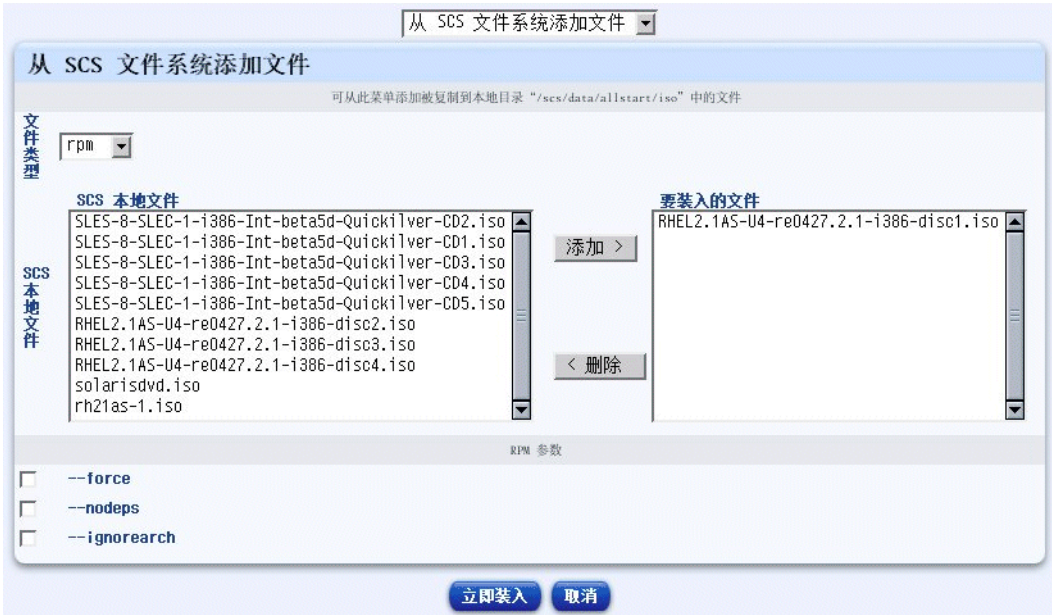 从 SCS 文件系统添加文件
从 SCS 文件系统添加文件
可从此菜单添加被复制到本地目录“/scs/data/allstart/iso”中的文件
文件类型
rpm
SCS 本地文件
要装入的文件
SCS 本地文件
SLES-8-SLEC-1-i386-Int-beta5d-Quickilver-CD2.iso
SLES-8-SLEC-1-i386-Int-beta5d-Quickilver-CD1.iso
SLES-8-SLEC-1-i386-Int-beta5d-Quickilver-CD3.iso
SLES-8-SLEC-1-i386-Int-beta5d-Quickilver-CD4.iso
SLES-8-SLEC-1-i386-Int-beta5d-Quickilver-CD5.iso
RHEL2.1AS-U4-re0427.2.1-i386-disc2.iso
RHEL2.1AS-U4-re0427.2.1-i386-disc3.iso
RHEL2.1AS-U4-re0427.2.1-i386-disc4.iso
solarisdvd.iso
rh21as-1.iso
添加 >
< 删除
RHEL2.1AS-U4-re0427.2.1-i386-disc1.iso
RPM 参数
--force
--nodeps
--ignorearch
立即装入
取消